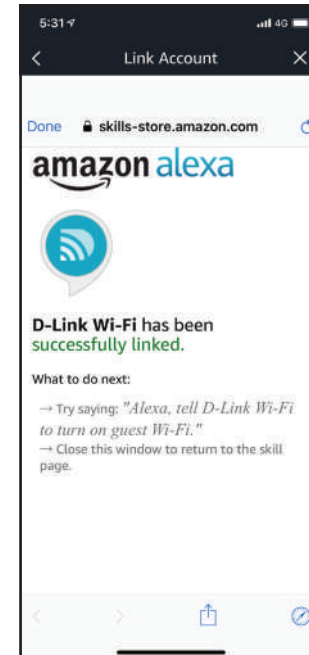 5:31 4G
Link Account
Done skills-store.amazon.com
amazon alexa
D-Link Wi-Fi has been
successfully linked.
What to do next:
→ Try saying: "Alexa, tell D-Link Wi-Fi
to turn on guest Wi-Fi."
→ Close this window to return to the skill
page.